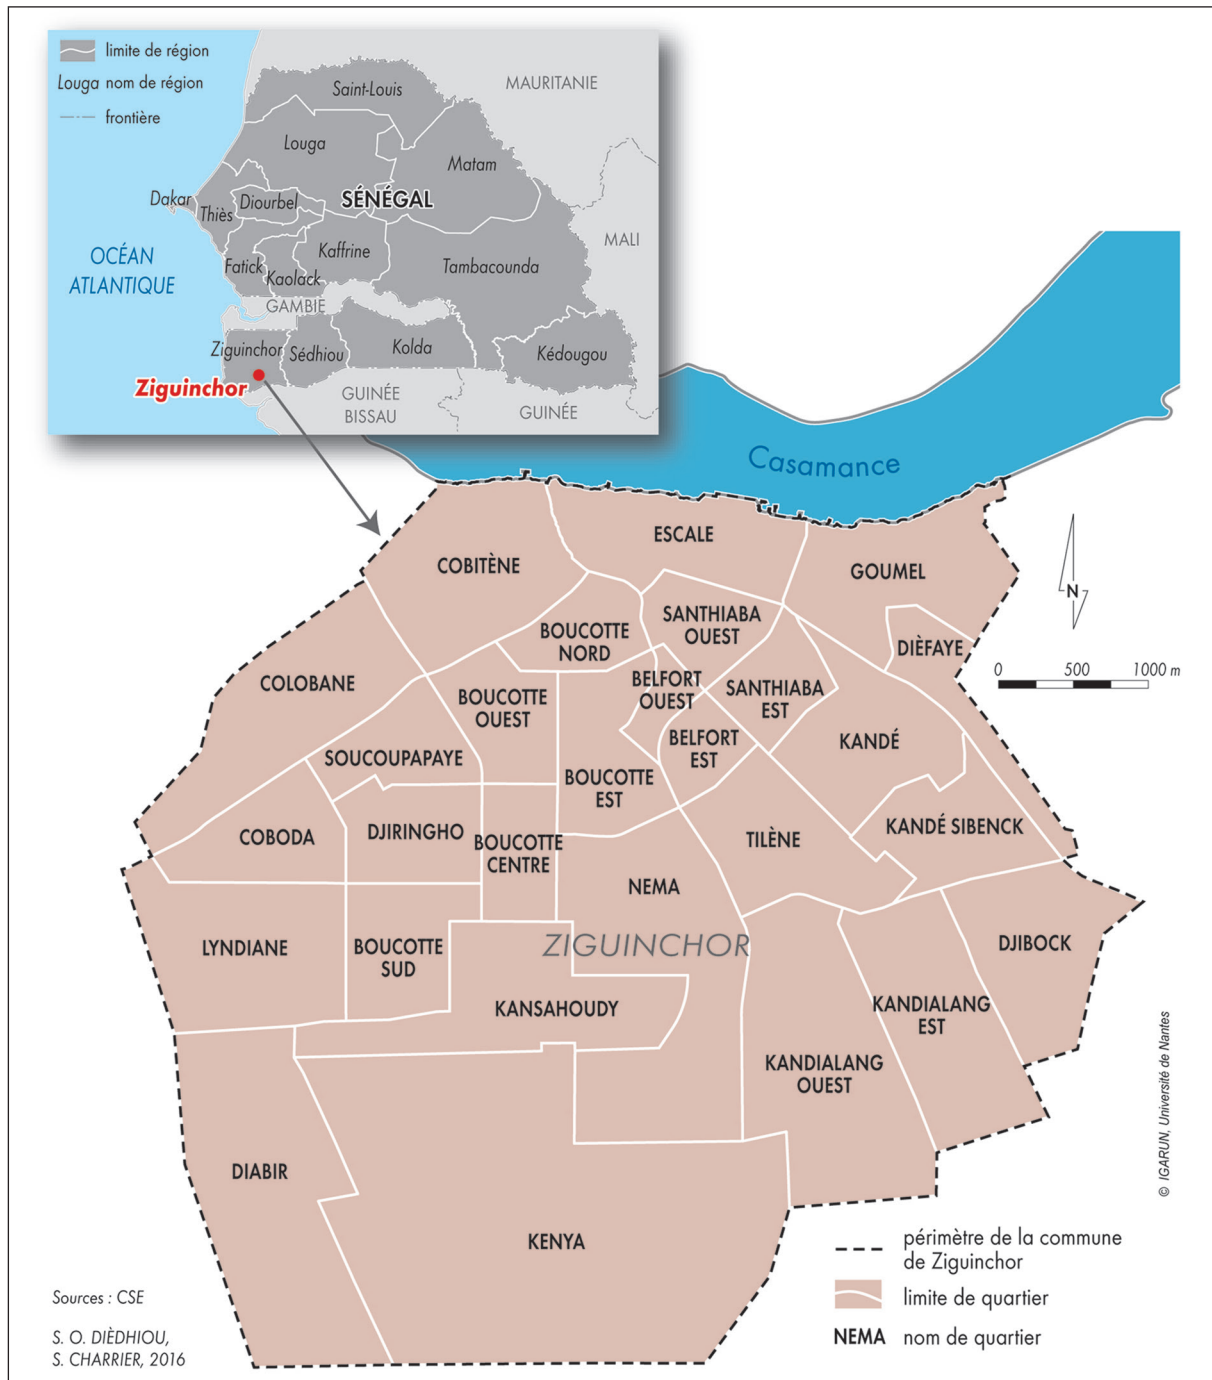 limite de région
Louga nom de région
frontière
Saint-Louis
MAURITANIE
Louga
Matam
Dakar
Thiès
Diourbel
SÉNÉGAL
MALI
OCÉAN
ATLANTIQUE
Fatick
Kaolack
Kaffrine
Tambacounda
GAMBIE
Ziguinchor
Sédhiou
Kolda
Kédougou
Ziguinchor
GUINÉE
BISSAU
GUINÉE
Casamance
ESCALE
COBITÈNE
GOUMEL
N
SANTHIABA
OUEST
BOUCOTTE
NORD
DIÈFAYE
0 500 1000 m
COLOBANE
BELFORT
OUEST
SANTHIABA
EST
BOUCOTTE
OUEST
BELFORT
EST
KANDÉ
SOUCOUPAPAYE
BOUCOTTE
EST
COBODA
DJIRINGHO
BOUCOTTE
CENTRE
TILÈNE
KANDÉ SIBENCK
NEMA
LYNDIANE
BOUCOTTE
SUD
ZIGUINCHOR
DJIBOCK
KANSAHOUDY
KANDIALANG
EST
KANDIALANG
OUEST
DIABIR
KENYA
© IGARUN, Université de Nantes
périmètre de la commune
de Ziguinchor
limite de quartier
NEMA nom de quartier
Sources : CSE
S. O. DIÈDHIOU,
S. CHARRIER, 2016